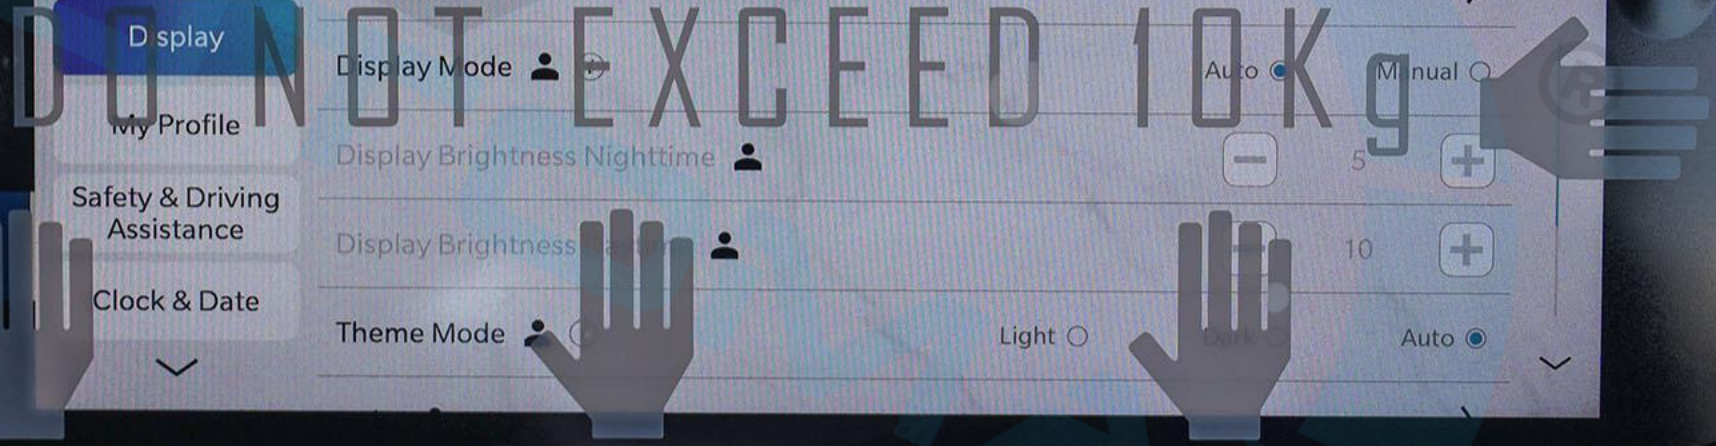 DO NOT EXCEED 10Kg
Display
Display Mode
Auto
Manual
My Profile
Display Brightness Nighttime
5
Safety & Driving
Assistance
Display Brightness
10
Clock & Date
Theme Mode
Light
Dark
Auto
®